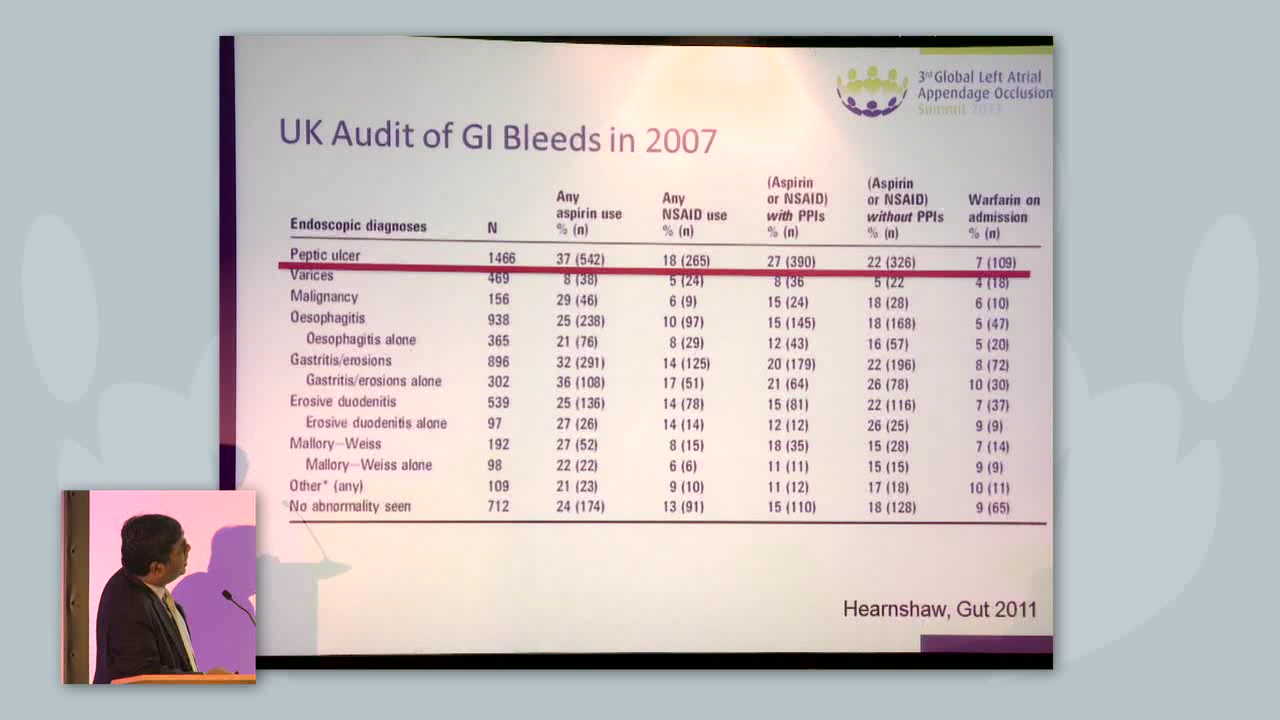 3rd Global Left Atrial
Appendage Occlusion
Summit 2013
UK Audit of GI Bleeds in 2007
Endoscopic diagnoses N Any aspirin use % (n) Any NSAID use % (n) (Aspirin or NSAID) with PPIs % (n) (Aspirin or NSAID) without PPIs % (n) Warfarin on admission % (n)
Peptic ulcer 1466 37 (542) 18 (265) 27 (390) 22 (326) 7 (109)
Varices 469 8 (38) 5 (24) 8 (36 5 (22 4 (18)
Malignancy 156 29 (46) 6 (9) 15 (24) 18 (28) 6 (10)
Oesophagitis 938 25 (238) 10 (97) 15 (145) 18 (168) 5 (47)
Oesophagitis alone 365 21 (76) 8 (29) 12 (43) 16 (57) 5 (20)
Gastritis/erosions 896 32 (291) 14 (125) 20 (179) 22 (196) 8 (72)
Gastritis/erosions alone 302 36 (108) 17 (51) 21 (64) 26 (78) 10 (30)
Erosive duodenitis 539 25 (136) 14 (78) 15 (81) 22 (116) 7 (37)
Erosive duodenitis alone 97 27 (26) 14 (14) 12 (12) 26 (25) 9 (9)
Mallory–Weiss 192 27 (52) 8 (15) 18 (35) 15 (28) 7 (14)
Mallory–Weiss alone 98 22 (22) 6 (6) 11 (11) 15 (15) 9 (9)
Other* (any) 109 21 (23) 9 (10) 11 (12) 17 (18) 10 (11)
No abnormality seen 712 24 (174) 13 (91) 15 (110) 18 (128) 9 (65)
Hearnshaw, Gut 2011